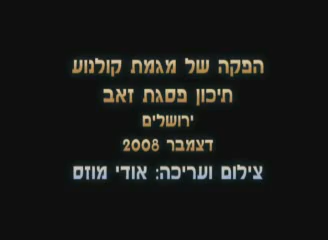 הפקה של מגמת קולנוע
תיכון פסגת זאב
ירושלים
דצמבר 2008
צילום ועריכה: אודי מוזס